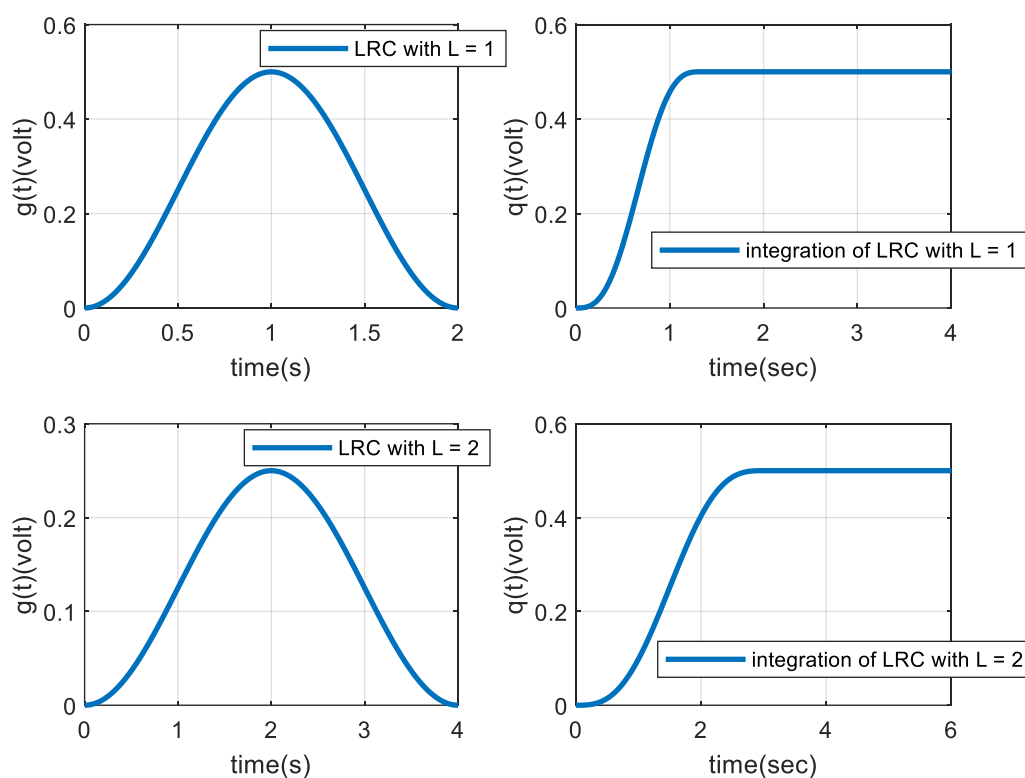 0.6
0.4
0.2
0
g(t)(volt)
LRC with L = 1
0
0.5
1
1.5
2
time(s)
0.6
0.4
0.2
0
q(t)(volt)
integration of LRC with L = 1
0
1
2
3
4
time(sec)
0.3
0.2
0.1
0
g(t)(volt)
LRC with L = 2
0
1
2
3
4
time(s)
0.6
0.4
0.2
0
q(t)(volt)
integration of LRC with L = 2
0
2
4
6
time(sec)